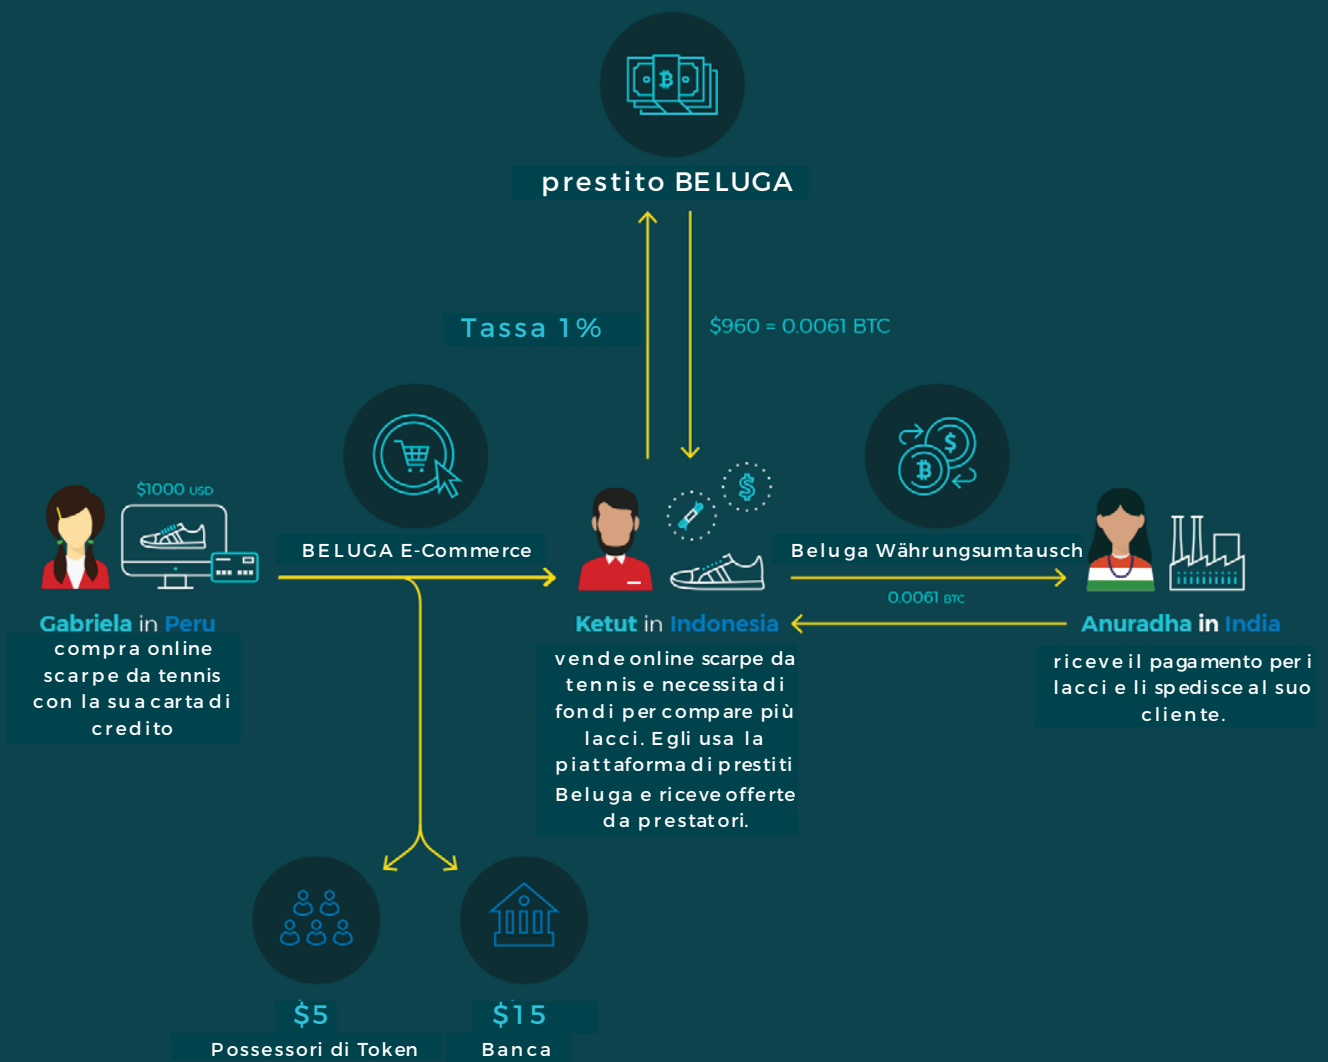 prestito BELUGA
Tassa 1%
$960 = 0.0061 BTC
$1000 USD
BELUGA E-Commerce
Beluga Währungsumtausch
0.0061 BTC
Gabriela in Peru
compra online
scarpe da tennis
con la sua carta di
credito
Ketut in Indonesia
vende online scarpe da
tennis e necessita di
fondi per compare più
lacci. Egli usa la
piattaforma di prestiti
Beluga e riceve offerte
da prestatori.
Anuradha in India
riceve il pagamento per i
lacci e li spedisce al suo
cliente.
$5
Possessori di Token
$15
Banca